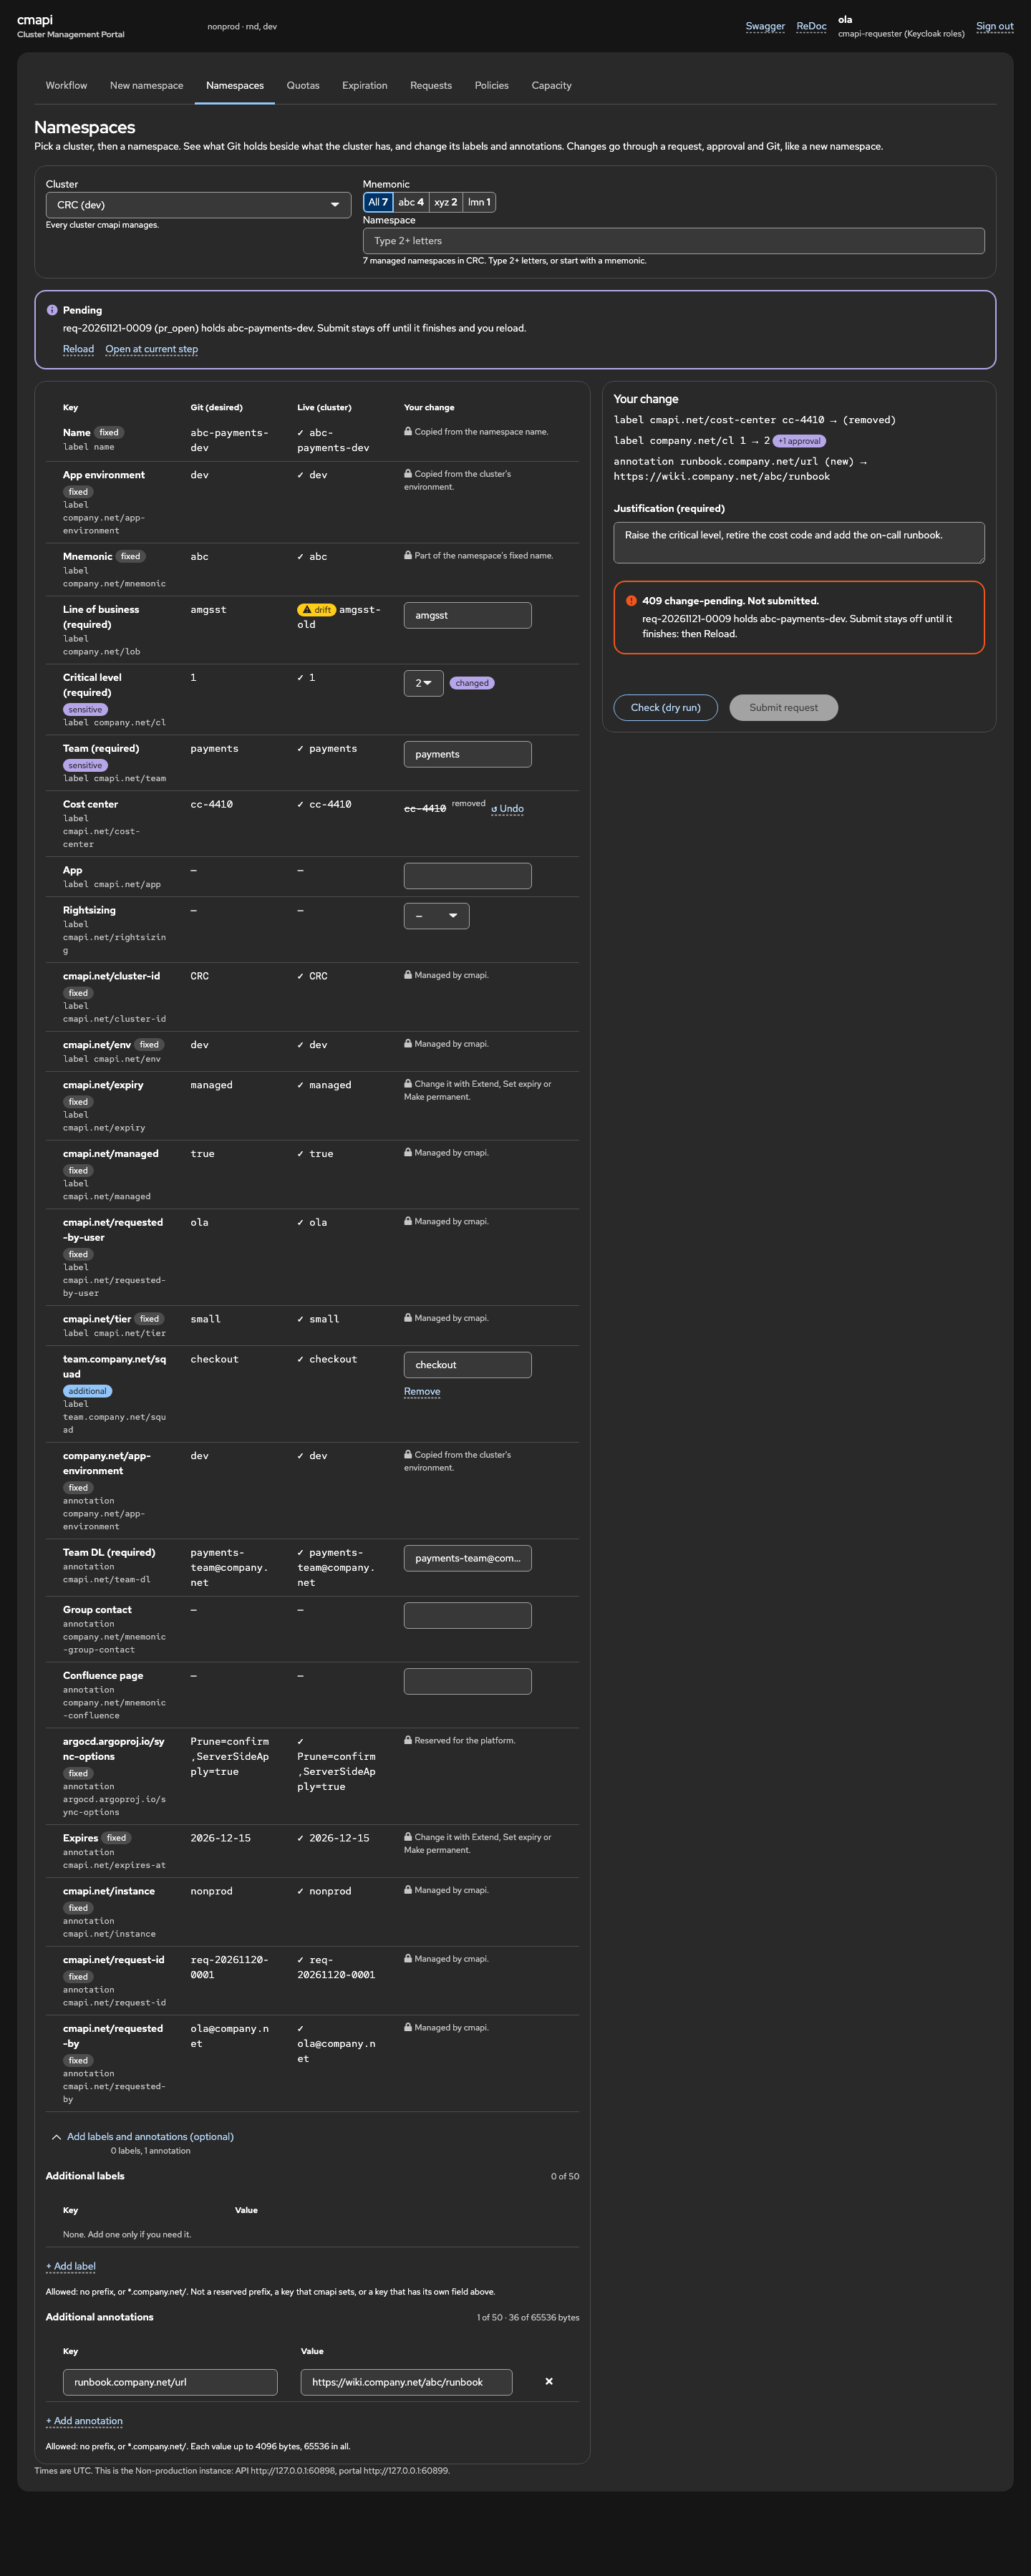 cmapi
Cluster Management Portal
nonprod · rnd, dev
Swagger
ReDoc
ola
cmapi-requester (Keycloak roles)
Sign out
Workflow
New namespace
Namespaces
Quotas
Expiration
Requests
Policies
Capacity
Namespaces
Pick a cluster, then a namespace. See what Git holds beside what the cluster has, and change its labels and annotations. Changes go through a request, approval and Git, like a new namespace.
Cluster
CRC (dev)
Every cluster cmapi manages.
Mnemonic
All 7
abc 4
xyz 2
lmn 1
Namespace
Type 2+ letters
7 managed namespaces in CRC. Type 2+ letters, or start with a mnemonic.
Pending
req-20261121-0009 (pr_open) holds abc-payments-dev. Submit stays off until it finishes and you reload.
Reload
Open at current step
Key
Git (desired)
Live (cluster)
Your change
Name fixed
label name
abc-payments-
dev
✓ abc-
payments-dev
Copied from the namespace name.
App environment
fixed
label
company.net/app-
environment
dev
✓ dev
Copied from the cluster's
environment.
Mnemonic fixed
label
company.net/mnemonic
abc
✓ abc
Part of the namespace's fixed name.
Line of business
(required)
label
company.net/lob
amgsst
drift amgsst-
old
amgsst
Critical level
(required)
sensitive
label company.net/cl
1
✓ 1
2
changed
Team (required)
sensitive
label cmapi.net/team
payments
✓ payments
payments
Cost center
label
cmapi.net/cost-
center
cc-4410
✓ cc-4410
cc-4410 removed ↺ Undo
App
label cmapi.net/app
—
—
Rightsizing
label
cmapi.net/rightsizin
g
—
—
—
cmapi.net/cluster-id
fixed
label
cmapi.net/cluster-id
CRC
✓ CRC
Managed by cmapi.
cmapi.net/env fixed
label cmapi.net/env
dev
✓ dev
Managed by cmapi.
cmapi.net/expiry
fixed
label
cmapi.net/expiry
managed
✓ managed
Change it with Extend, Set expiry or
Make permanent.
cmapi.net/managed
fixed
label
cmapi.net/managed
true
✓ true
Managed by cmapi.
cmapi.net/requested
-by-user
fixed
label
cmapi.net/requested-
by-user
ola
✓ ola
Managed by cmapi.
cmapi.net/tier fixed
label cmapi.net/tier
small
✓ small
Managed by cmapi.
team.company.net/sq
uad
additional
label
team.company.net/squ
ad
checkout
✓ checkout
checkout
Remove
company.net/app-
environment
fixed
annotation
company.net/app-
environment
dev
✓ dev
Copied from the cluster's
environment.
Team DL (required)
annotation
cmapi.net/team-dl
payments-
team@company.
net
✓ payments-
team@company.
net
payments-team@com...
Group contact
annotation
company.net/mnemonic
-group-contact
—
—
Confluence page
annotation
company.net/mnemonic
-confluence
—
—
argocd.argoproj.io/sy
nc-options
fixed
annotation
argocd.argoproj.io/s
ync-options
Prune=confirm
,ServerSideAp
ply=true
✓
Prune=confirm
,ServerSideAp
ply=true
Reserved for the platform.
Expires fixed
annotation
cmapi.net/expires-at
2026-12-15
✓ 2026-12-15
Change it with Extend, Set expiry or
Make permanent.
cmapi.net/instance
fixed
annotation
cmapi.net/instance
nonprod
✓ nonprod
Managed by cmapi.
cmapi.net/request-id
fixed
annotation
cmapi.net/request-id
req-20261120-
0001
✓ req-
20261120-0001
Managed by cmapi.
cmapi.net/requested
-by
fixed
annotation
cmapi.net/requested-
by
ola@company.n
et
✓
ola@company.n
et
Managed by cmapi.
Add labels and annotations (optional)
0 labels, 1 annotation
Additional labels
0 of 50
Key
Value
None. Add one only if you need it.
+ Add label
Allowed: no prefix, or *.company.net/. Not a reserved prefix, a key that cmapi sets, or a key that has its own field above.
Additional annotations
1 of 50 · 36 of 65536 bytes
Key
Value
runbook.company.net/url
https://wiki.company.net/abc/runbook
×
+ Add annotation
Allowed: no prefix, or *.company.net/. Each value up to 4096 bytes, 65536 in all.
Your change
label cmapi.net/cost-center cc-4410 → (removed)
label company.net/cl 1 → 2 +1 approval
annotation runbook.company.net/url (new) →
https://wiki.company.net/abc/runbook
Justification (required)
Raise the critical level, retire the cost code and add the on-call runbook.
409 change-pending. Not submitted.
req-20261121-0009 holds abc-payments-dev. Submit stays off until it
finishes: then Reload.
Check (dry run)
Submit request
Times are UTC. This is the Non-production instance: API http://127.0.0.1:60898, portal http://127.0.0.1:60899.